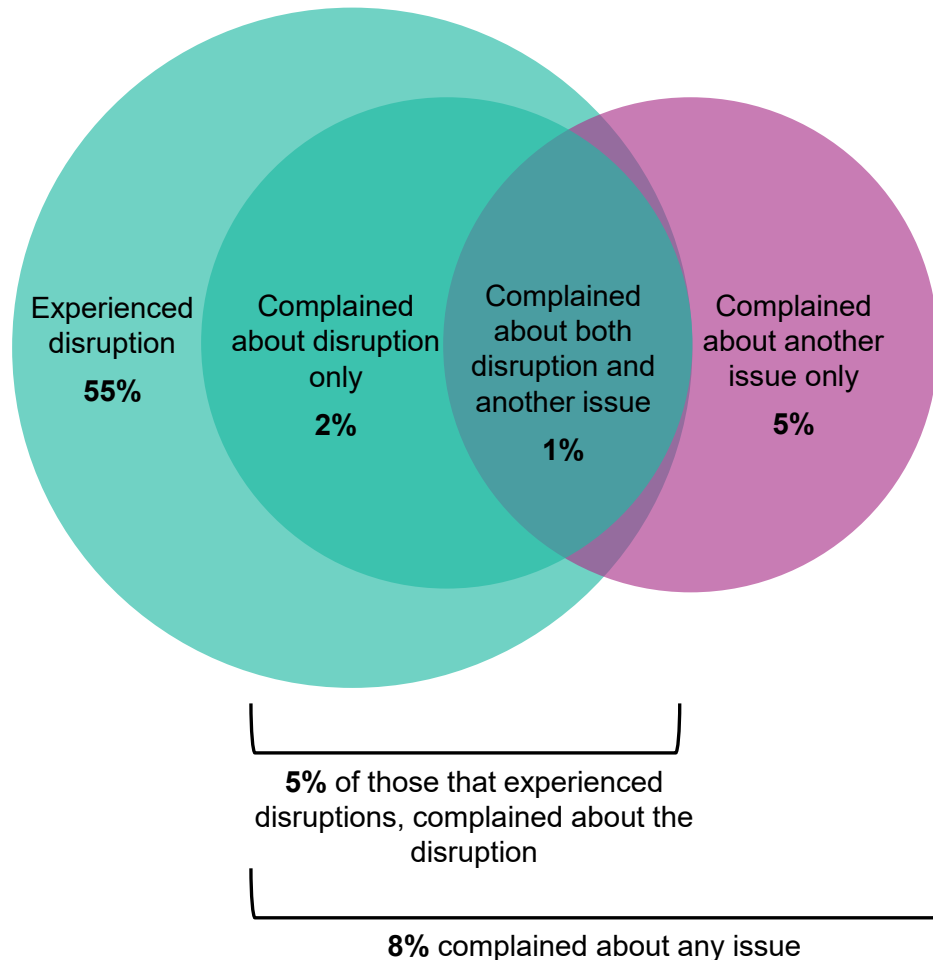 Experienced
disruption
55%
Complained
about disruption
only
2%
Complained
about both
disruption and
another issue
1%
Complained
about another
issue only
5%
5% of those that experienced
disruptions, complained about the
disruption
8% complained about any issue